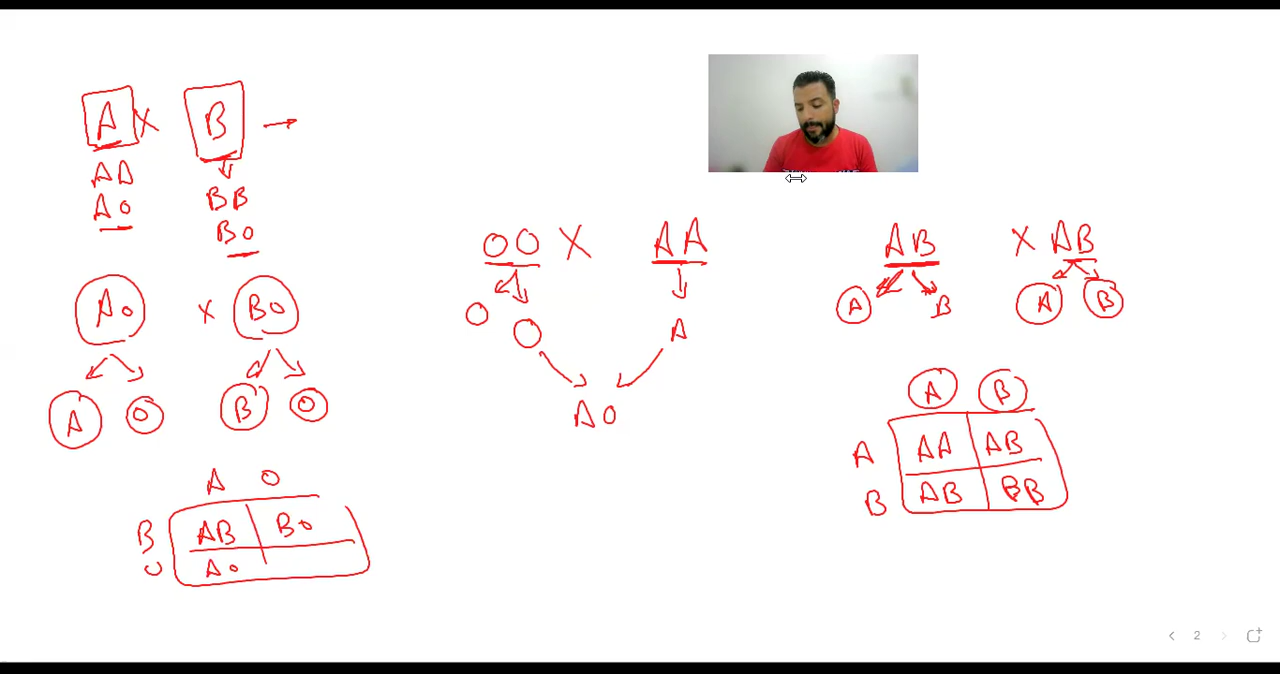 A X B →
AA
AO
BB
BO
AO x BO
A O B O
A O
B AB BO
O AO
OO X AA
O O A
AO
AB X AB
A B A B
A B
A AA AB
B AB BB
2